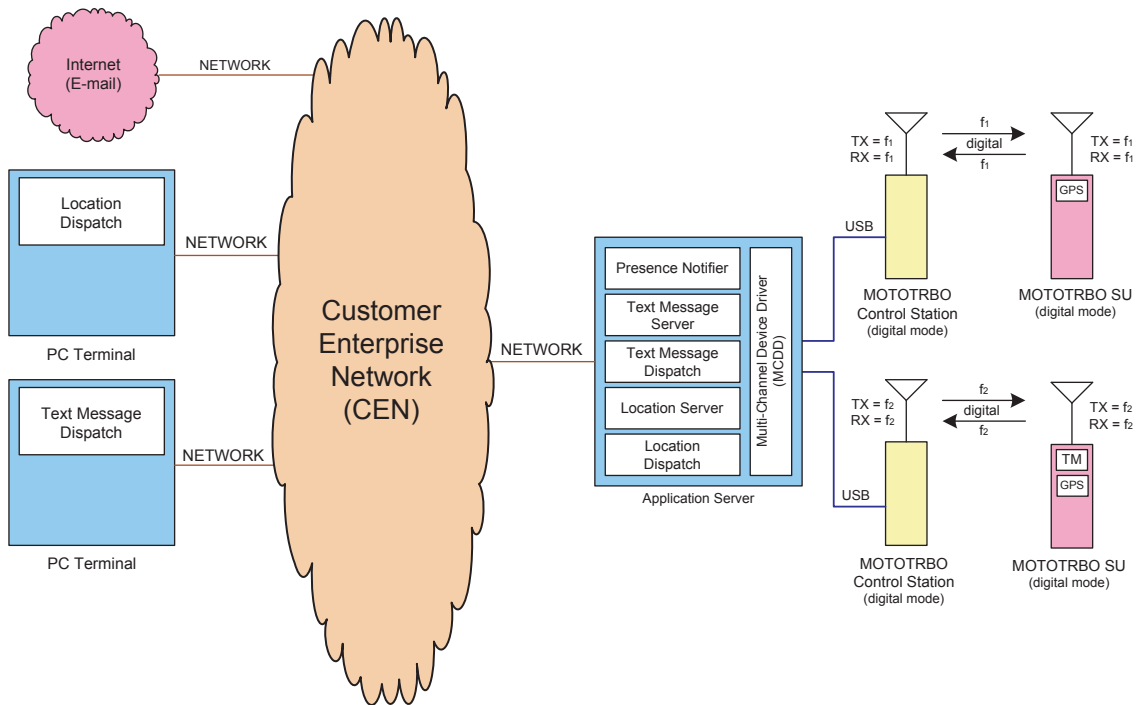 Internet
(E-mail)
NETWORK
Location
Dispatch
NETWORK
PC Terminal
Text Message
Dispatch
NETWORK
PC Terminal
Customer
Enterprise
Network
(CEN)
NETWORK
Presence Notifier
Text Message
Server
Text Message
Dispatch
Location Server
Location
Dispatch
Multi-Channel Device Driver
(MCDD)
Application Server
USB
TX = f1
RX = f1
f1
digital
f1
TX = f1
RX = f1
GPS
MOTOTRBO
Control Station
(digital mode)
MOTOTRBO SU
(digital mode)
USB
TX = f2
RX = f2
f2
digital
f2
TX = f2
RX = f2
TM
GPS
MOTOTRBO
Control Station
(digital mode)
MOTOTRBO SU
(digital mode)